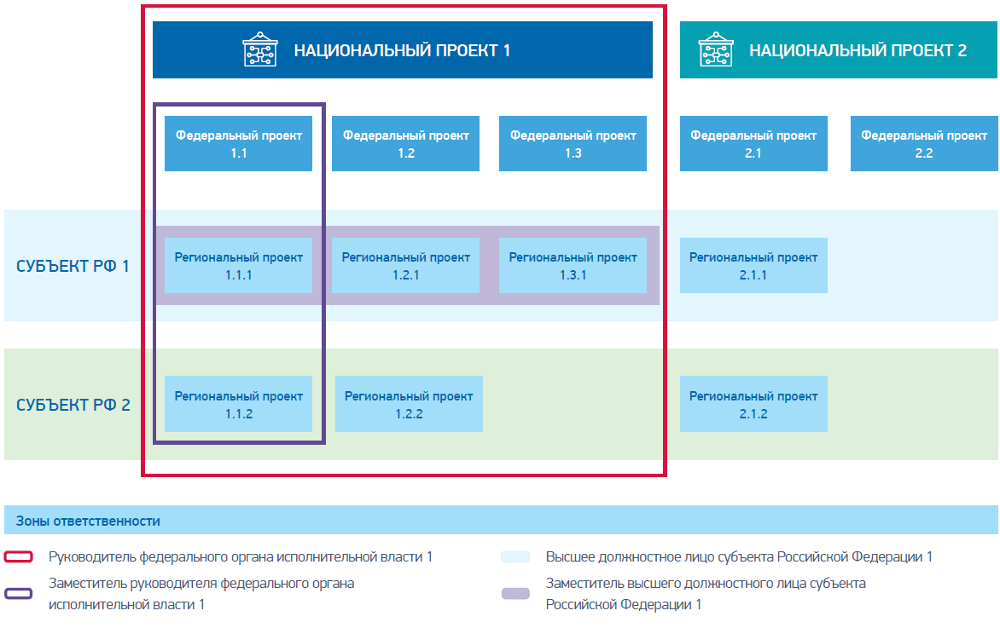 НАЦИОНАЛЬНЫЙ ПРОЕКТ 1
НАЦИОНАЛЬНЫЙ ПРОЕКТ 2
Федеральный проект
1.1
Федеральный проект
1.2
Федеральный проект
1.3
Федеральный проект
2.1
Федеральный проект
2.2
СУБЪЕКТ РФ 1
Региональный проект
1.1.1
Региональный проект
1.2.1
Региональный проект
1.3.1
Региональный проект
2.1.1
СУБЪЕКТ РФ 2
Региональный проект
1.1.2
Региональный проект
1.2.2
Региональный проект
2.1.2
Зоны ответственности
Руководитель федерального органа исполнительной власти 1
Заместитель руководителя федерального органа
исполнительной власти 1
Высшее должностное лицо субъекта Российской Федерации 1
Заместитель высшего должностного лица субъекта
Российской Федерации 1